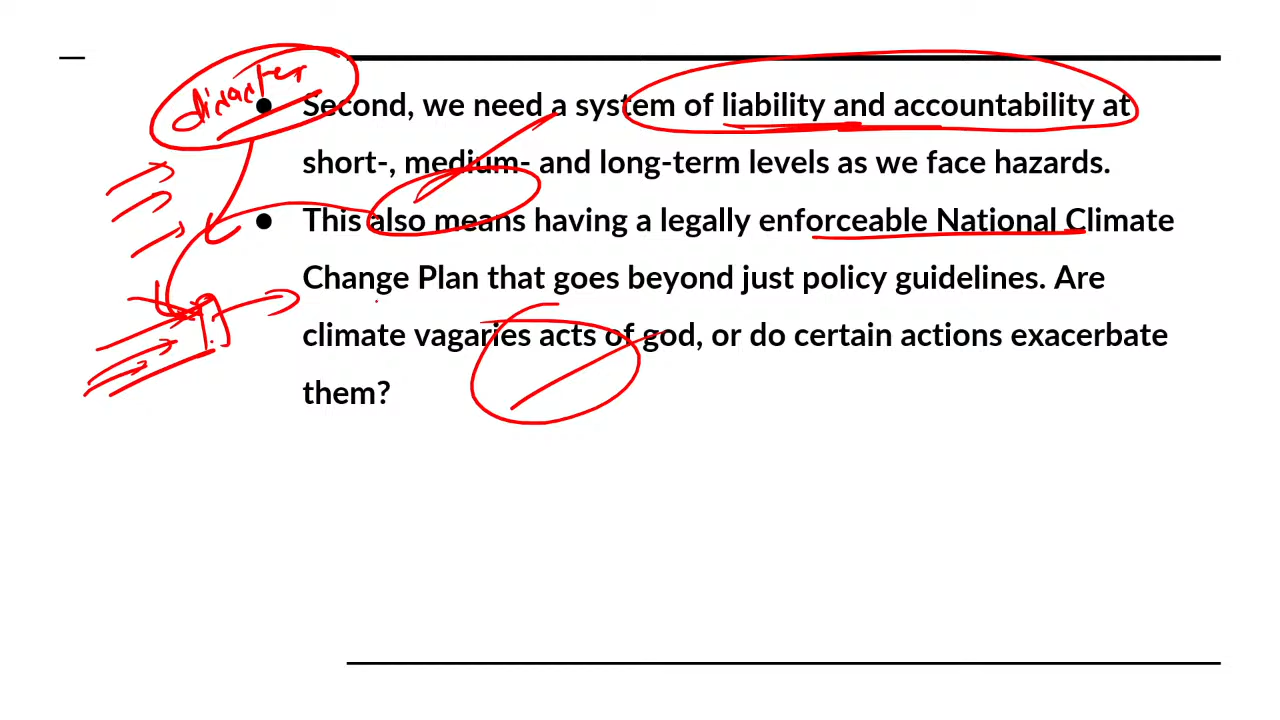 disaster
● Second, we need a system of liability and accountability at
short-, medium- and long-term levels as we face hazards.
● This also means having a legally enforceable National Climate
Change Plan that goes beyond just policy guidelines. Are
climate vagaries acts of god, or do certain actions exacerbate
them?